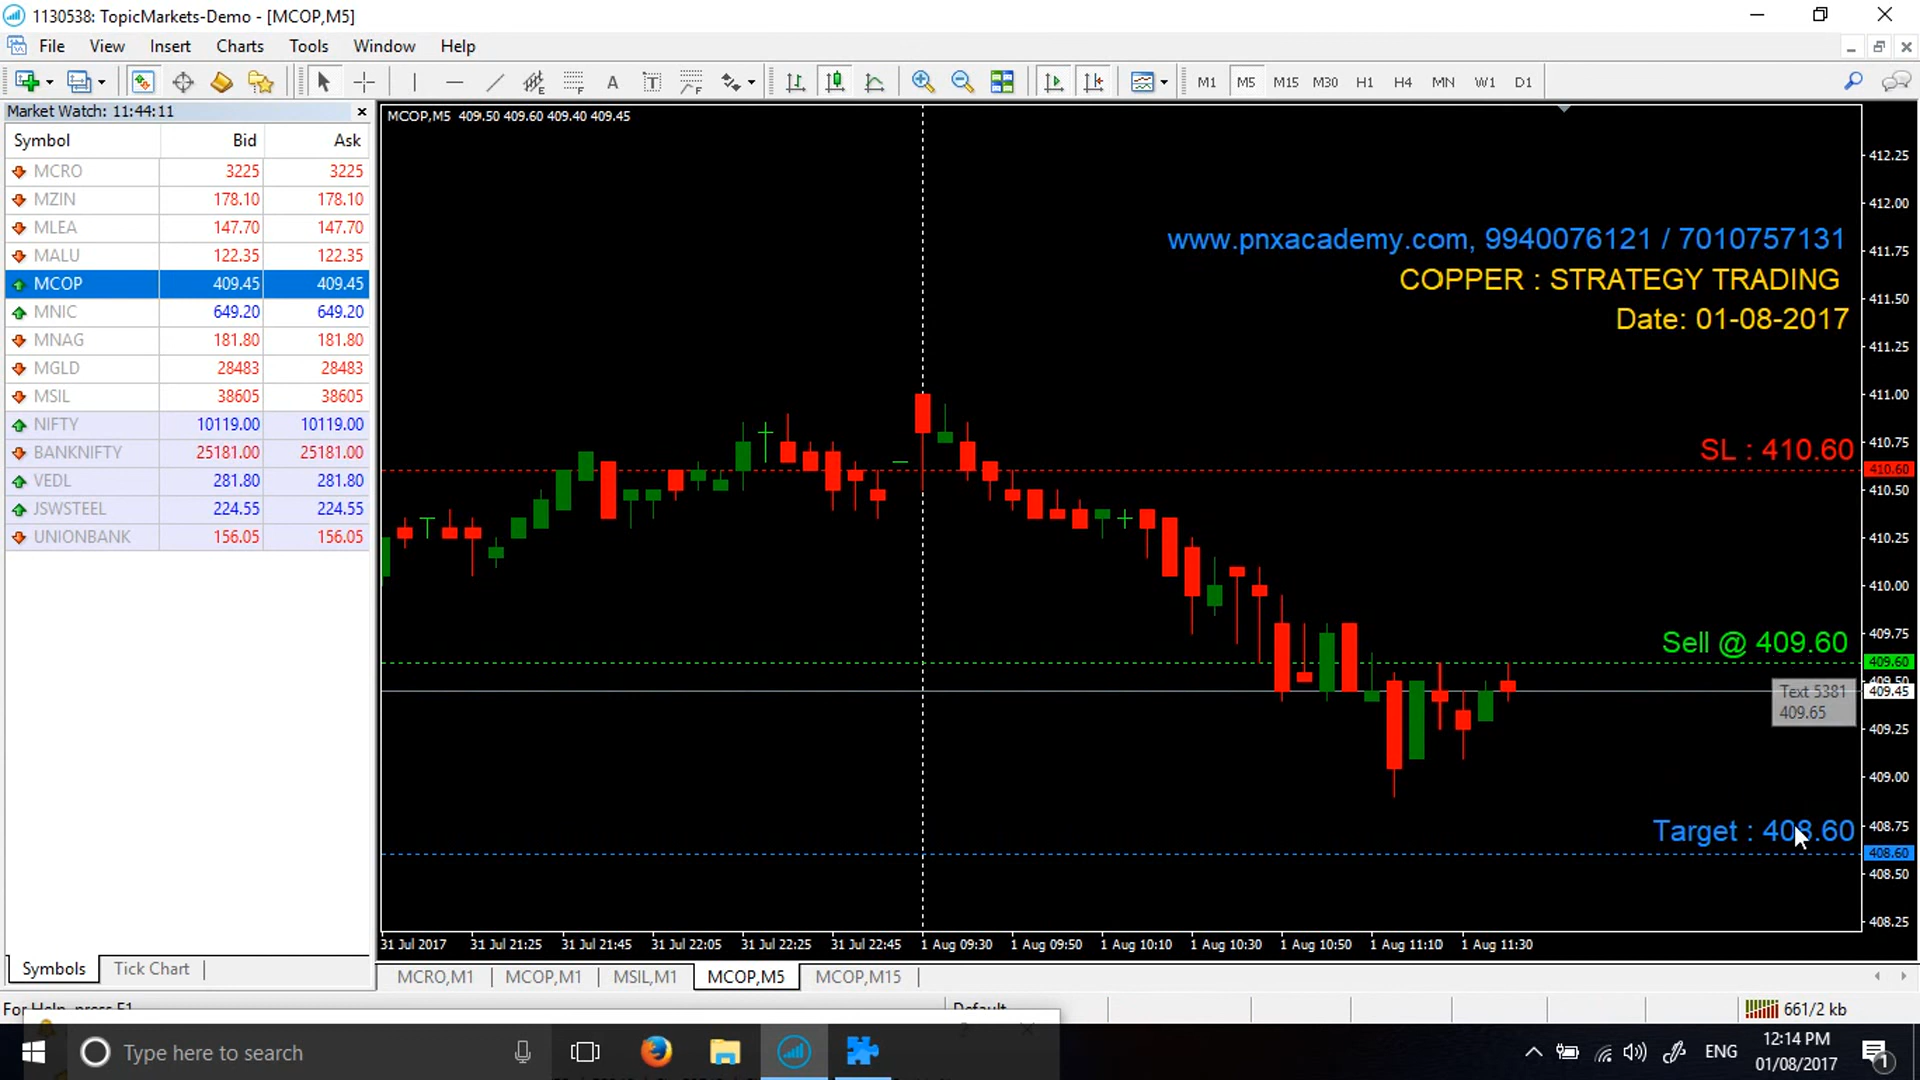 1130538: TopicMarkets-Demo - [MCOP,M5]
File View Insert Charts Tools Window Help
M1 M5 M15 M30 H1 H4 MN W1 D1
Market Watch: 11:44:11
Symbol Bid Ask
MCRO 3225 3225
MZIN 178.10 178.10
MLEA 147.70 147.70
MALU 122.35 122.35
MCOP 409.45 409.45
MNIC 649.20 649.20
MNAG 181.80 181.80
MGLD 28483 28483
MSIL 38605 38605
NIFTY 10119.00 10119.00
BANKNIFTY 25181.00 25181.00
VEDL 281.80 281.80
JSWSTEEL 224.55 224.55
UNIONBANK 156.05 156.05
Symbols Tick Chart
MCOP,M5 409.50 409.60 409.40 409.45
www.pnxacademy.com, 9940076121 / 7010757131
COPPER : STRATEGY TRADING
Date: 01-08-2017
SL : 410.60
Sell @ 409.60
Text 5381
409.65
Target : 408.60
412.25
412.00
411.75
411.50
411.25
411.00
410.75
410.60
410.50
410.25
410.00
409.75
409.60
409.50
409.45
409.25
409.00
408.75
408.60
408.50
408.25
31 Jul 2017 31 Jul 21:25 31 Jul 21:45 31 Jul 22:05 31 Jul 22:25 31 Jul 22:45 1 Aug 09:30 1 Aug 09:50 1 Aug 10:10 1 Aug 10:30 1 Aug 10:50 1 Aug 11:10 1 Aug 11:30
MCRO,M1 MCOP,M1 MSIL,M1 MCOP,M5 MCOP,M15
For Help, press F1 Default 661/2 kb
Type here to search
ENG
12:14 PM
01/08/2017
1